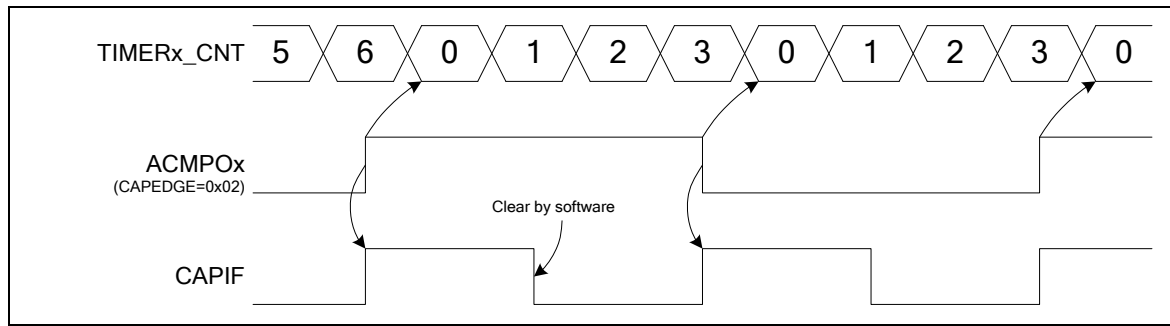 TIMERx_CNT 5 6 0 1 2 3 0 1 2 3 0
ACMPOx
(CAPEDGE=0x02)
Clear by software
CAPIF